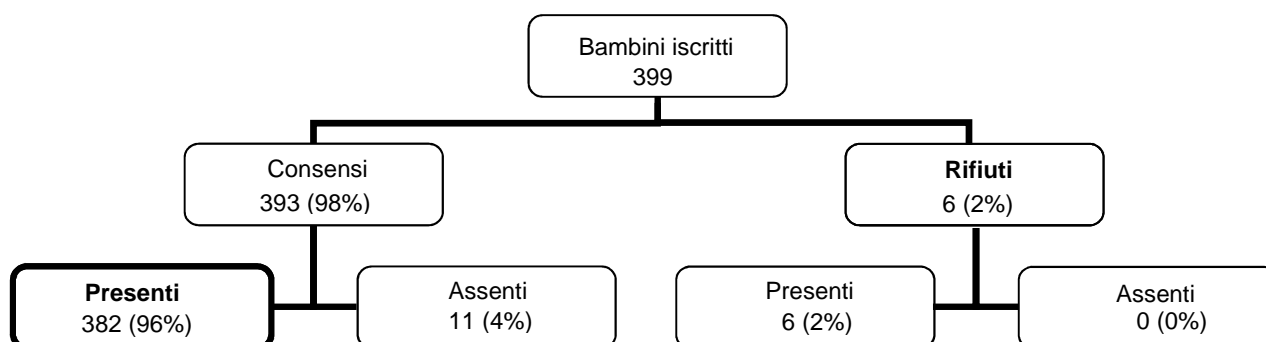 Bambini iscritti
399
Consensi
393 (98%)
Rifiuti
6 (2%)
Presenti
382 (96%)
Assenti
11 (4%)
Presenti
6 (2%)
Assenti
0 (0%)